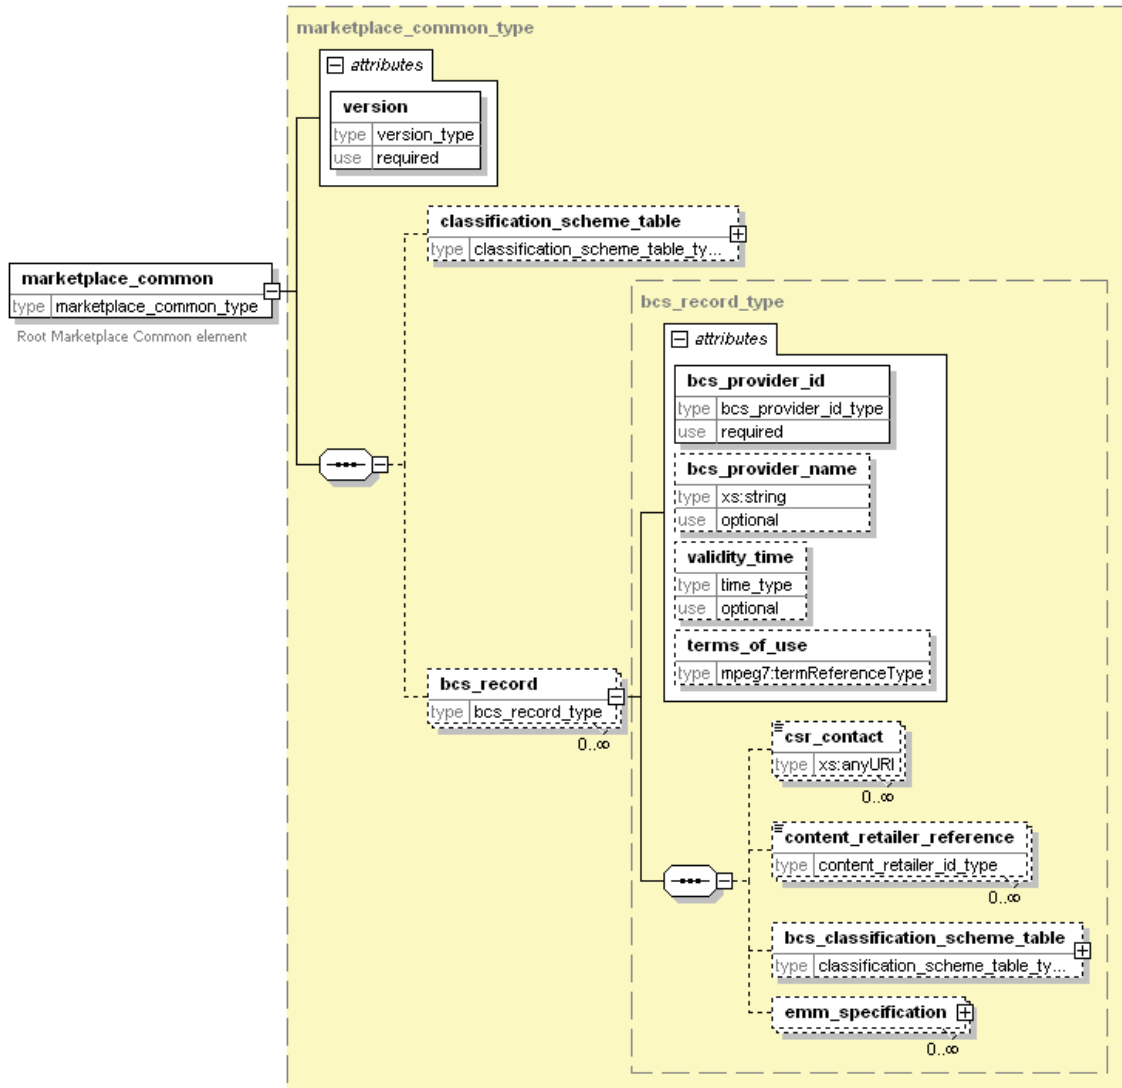 marketplace_common_type
attributes
version
type version_type
use required
classification_scheme_table
type classification_scheme_table_ty...
marketplace_common
type marketplace_common_type
Root Marketplace Common element
bcs_record_type
attributes
bcs_provider_id
type bcs_provider_id_type
use required
bcs_provider_name
type xs:string
use optional
validity_time
type time_type
use optional
terms_of_use
type mpeg7:termReferenceType
bcs_record
type bcs_record_type
0..∞
csr_contact
type xs:anyURI
0..∞
content_retailer_reference
type content_retailer_id_type
0..∞
bcs_classification_scheme_table
type classification_scheme_table_ty...
emm_specification
0..∞